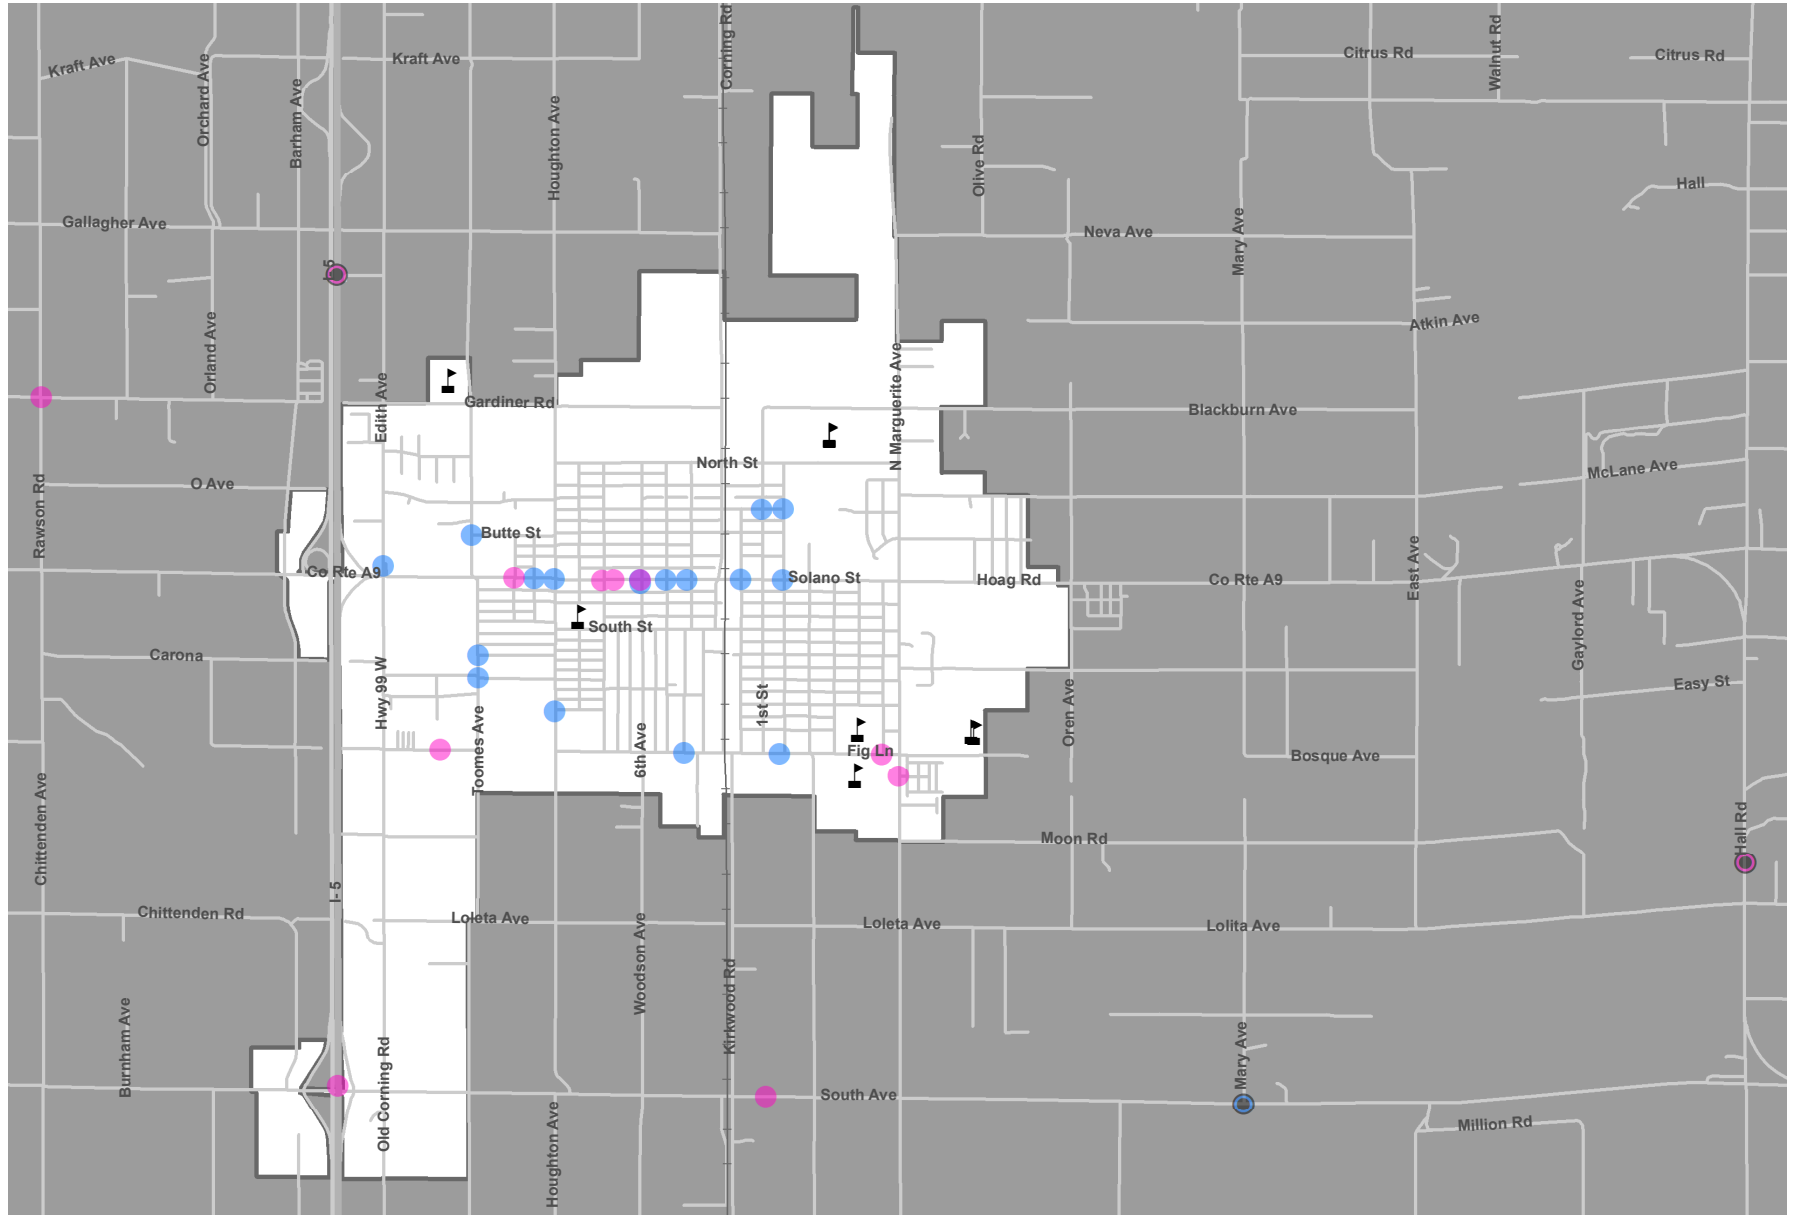 Corning Rd
Citrus Rd
Walnut Rd
Citrus Rd
Kraft Ave
Kraft Ave
Orchard Ave
Barham Ave
Houghton Ave
Olive Rd
Hall
Gallagher Ave
Neva Ave
Mary Ave
I- 5
Orland Ave
Atkin Ave
Edith Ave
N Marguerite Ave
Gardiner Rd
Blackburn Ave
North St
McLane Ave
O Ave
Rawson Rd
Butte St
Co Rte A9
Solano St
Hoag Rd
Co Rte A9
East Ave
South St
Gaylord Ave
Carona
Hwy 99 W
1st St
Oren Ave
Easy St
Toomes Ave
6th Ave
Fig Ln
Bosque Ave
Chittenden Ave
Hall Rd
Moon Rd
I- 5
Chittenden Rd
Loleta Ave
Loleta Ave
Lolita Ave
Woodson Ave
Kirkwood Rd
Burnham Ave
Old Corning Rd
Mary Ave
South Ave
Million Rd
Houghton Ave